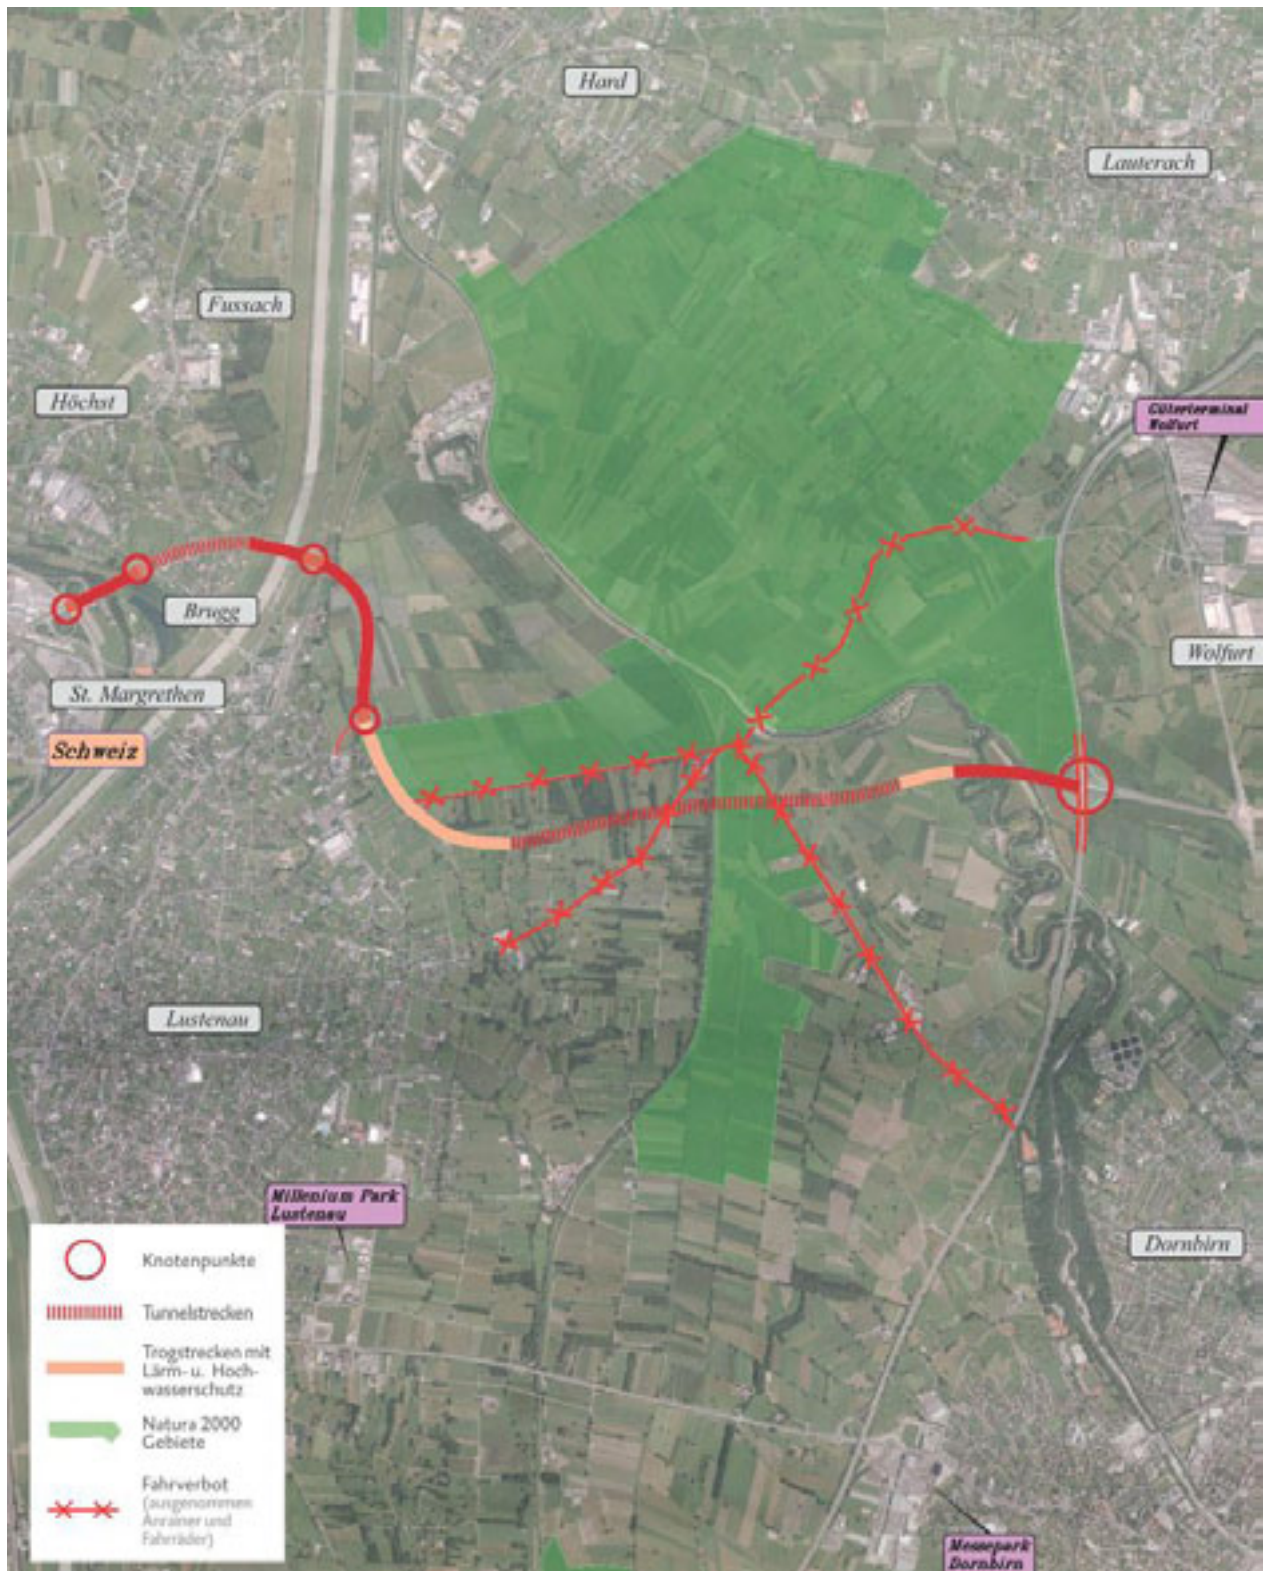 Hard
Lauterach
Fussach
Höchst
Güterterminal
Wolfurt
Brugg
Wolfurt
St. Margrethen
Schweiz
Lustenau
Millenium Park
Lustenau
Dornbirn
Knotenpunkte
Tunnelstrecken
Trogstrecken mit
Lärm- u. Hoch-
wasserschutz
Natura 2000
Gebiete
Fahrverbot
(ausgenommen
Anrainer und
Fahrräder)
Messepark
Dornbirn